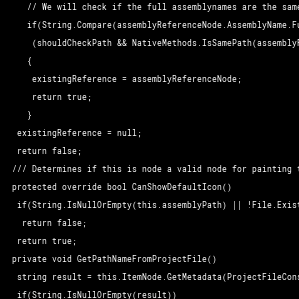 // We will check if the full assemblynames are the same
if(String.Compare(assemblyReferenceNode.AssemblyName.Fu
(shouldCheckPath && NativeMethods.IsSamePath(assemblyR
{
existingReference = assemblyReferenceNode;
return true;
}
existingReference = null;
return false;
/// Determines if this is node a valid node for painting t
protected override bool CanShowDefaultIcon()
if(String.IsNullOrEmpty(this.assemblyPath) || !File.Exist
return false;
return true;
private void GetPathNameFromProjectFile()
string result = this.ItemNode.GetMetadata(ProjectFileCons
if(String.IsNullOrEmpty(result))